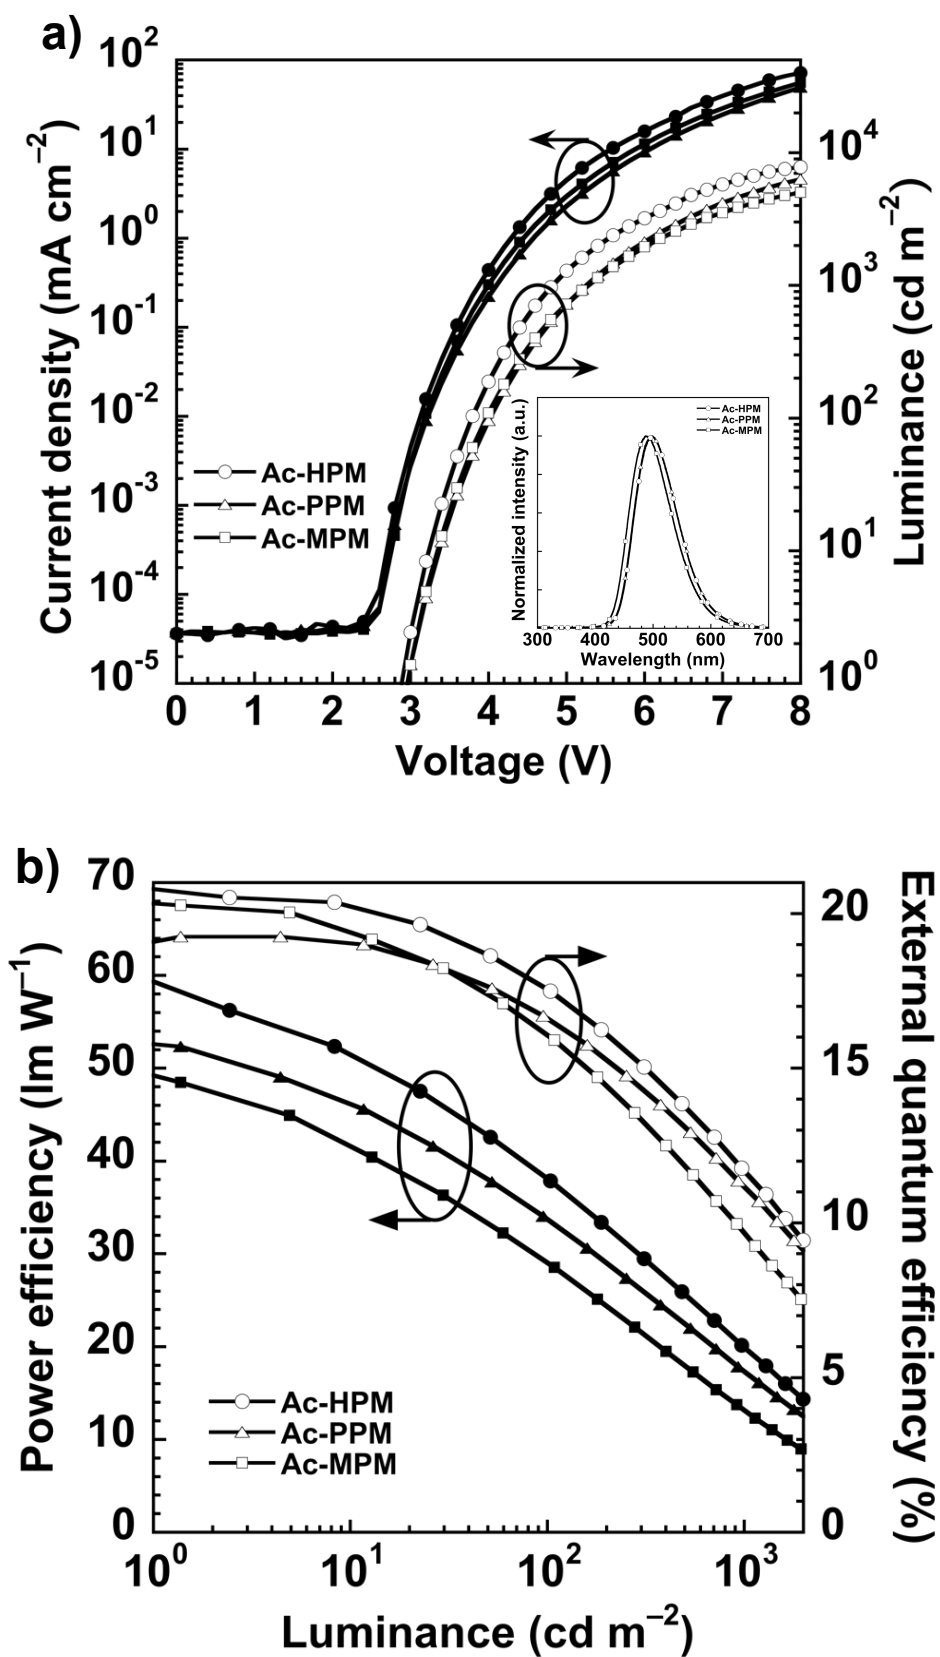 a)
10²
10¹
10⁰
10⁻¹
10⁻²
10⁻³
10⁻⁴
10⁻⁵
Current density (mA cm⁻²)
10⁴
10³
10²
10¹
10⁰
Luminance (cd m⁻²)
Ac-HPM
Ac-PPM
Ac-MPM
Ac-HPM
Ac-PPM
Ac-MPM
Normalized intensity (a.u.)
300 400 500 600 700
Wavelength (nm)
0 1 2 3 4 5 6 7 8
Voltage (V)
b)
70
60
50
40
30
20
10
0
Power efficiency (lm W⁻¹)
20
15
10
5
0
External quantum efficiency (%)
Ac-HPM
Ac-PPM
Ac-MPM
10⁰ 10¹ 10² 10³
Luminance (cd m⁻²)